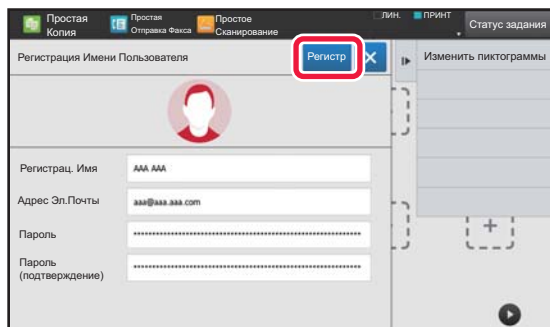 Простая
Копия
Простая
Отправка Факса
Простое
Сканирование
ЛИН.
ПРИНТ
Статус задания
Регистрация Имени Пользователя
Регистр
Изменить пиктограммы
Регистрац. Имя
AAA AAA
Адрес Эл.Почты
aaa@aaa.aaa.com
Пароль
Пароль
(подтверждение)